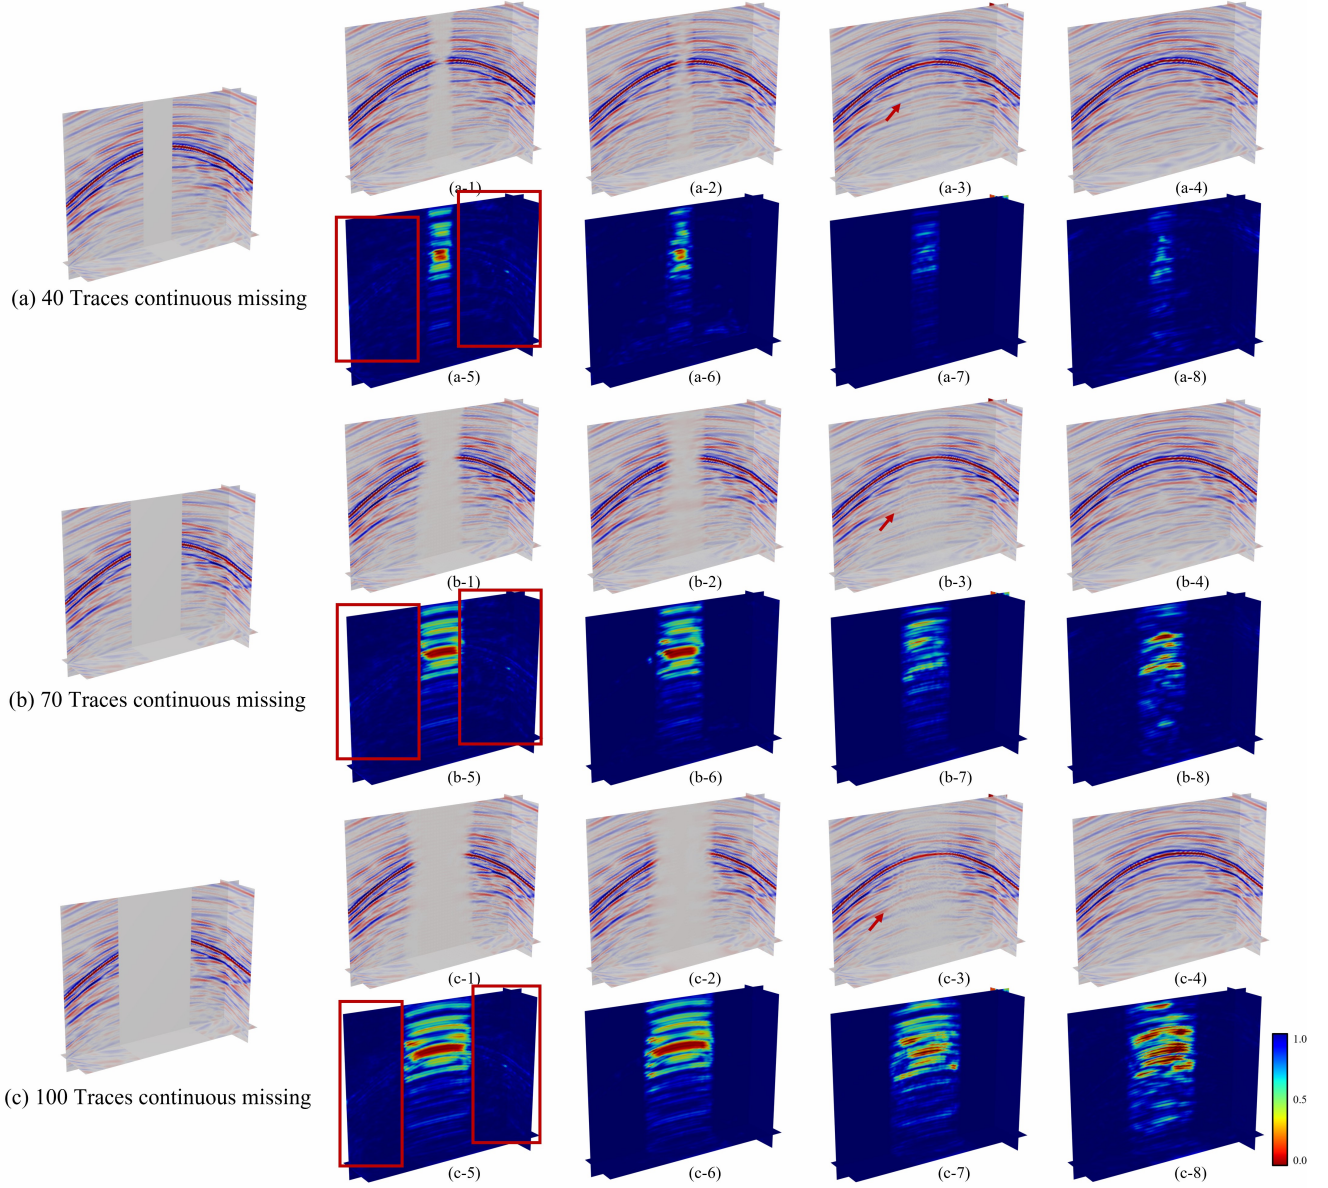 (a-1)
(a-2)
(a-3)
(a-4)
(a) 40 Traces continuous missing
(a-5)
(a-6)
(a-7)
(a-8)
(b-1)
(b-2)
(b-3)
(b-4)
(b) 70 Traces continuous missing
(b-5)
(b-6)
(b-7)
(b-8)
(c-1)
(c-2)
(c-3)
(c-4)
(c) 100 Traces continuous missing
(c-5)
(c-6)
(c-7)
(c-8)
1.0
0.5
0.0